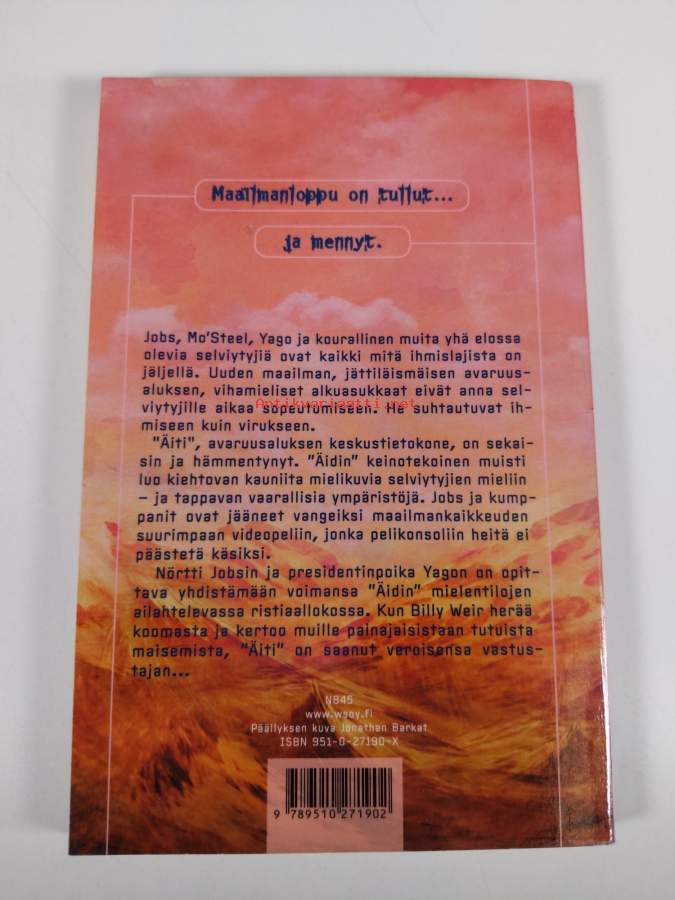 Maailmanloppu on tullut...
ja mennyt.
Jobs, Mo'Steel, Yago ja kourallinen muita yhä elossa
olevia selviytyjiä ovat kaikki mitä ihmislajista on
jäljellä. Uuden maailman, jättiläismäisen avaruus-
aluksen, vihamieliset alkuasukkaat eivät anna sel-
viytyjille aikaa sopeutumiseen. He suhtautuvat ih-
Antikvariaatti.net
miseen kuin virukseen.
"Äiti", avaruusaluksen keskustietokone, on sekai-
sin ja hämmentynyt. "Äidin" keinotekoinen muisti
luo kiehtovan kauniita mielikuvia selviytyjien mieliin
– ja tappavan vaarallisia ympäristöjä. Jobs ja kump-
panit ovat jääneet vangeiksi maailmankaikkeuden
suurimpaan videopeliin, jonka pelikonsoliin heitä ei
päästetä käsiksi.
Nörtti Jobsin ja presidentinpoika Yagon on opit-
tava yhdistämään voimansa "Äidin" mielentilojen
ailahtelevassa ristiaallokossa. Kun Billy Weir herää
koomasta ja kertoo muille painajaisistaan tutuista
maisemista, "Äiti" on saanut veroisensa vastus-
tajan...
N845
www.wsoy.fi
Päällyksen kuva Jonathan Barkat
ISBN 951-0-27190-X
9 789510 271902